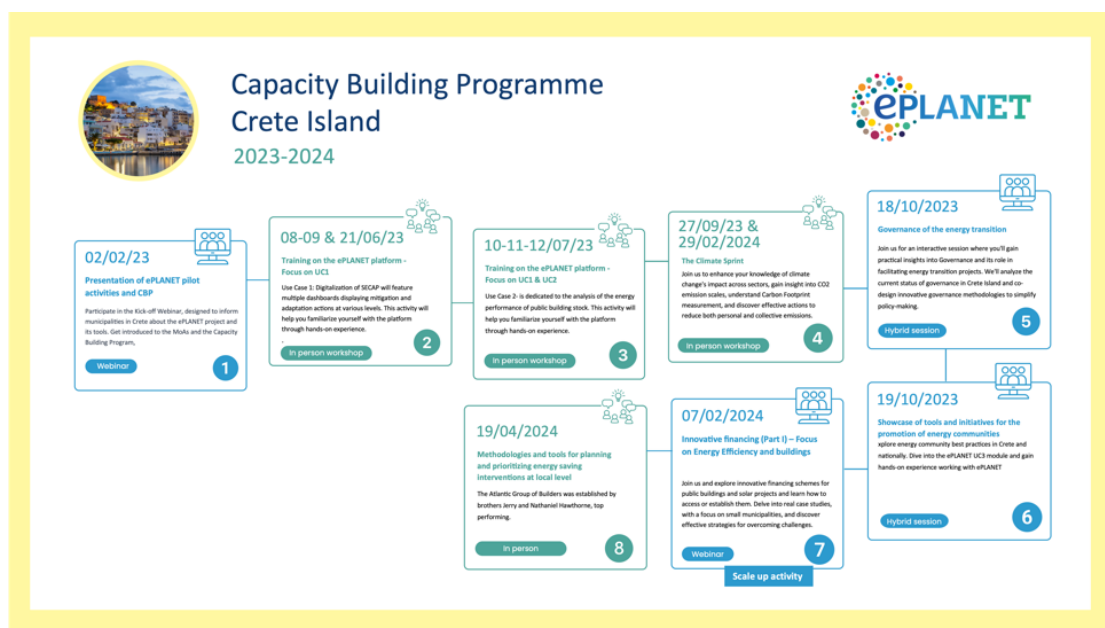 Capacity Building Programme
Crete Island
2023-2024
ePLANET
02/02/23
Presentation of ePLANET pilot
activities and CBP
Participate in the Kick-off Webinar, designed to inform
municipalities in Crete about the ePLANET project and
its tools. Get introduced to the MoAs and the Capacity
Building Program,
Webinar
1
08-09 & 21/06/23
Training on the ePLANET platform -
Focus on UC1
Use Case 1: Digitalization of SECAP will feature
multiple dashboards displaying mitigation and
adaptation actions at various levels. This activity will
help you familiarize yourself with the platform
through hands-on experience.
.
In person workshop
2
10-11-12/07/23
Training on the ePLANET platform -
Focus on UC1 & UC2
Use Case 2- is dedicated to the analysis of the energy
performance of public building stock. This activity will
help you familiarize yourself with the platform
through hands-on experience.
In person workshop
3
27/09/23 &
29/02/2024
The Climate Sprint
Join us to enhance your knowledge of climate
change's impact across sectors, gain insight into CO2
emission scales, understand Carbon Footprint
measurement, and discover effective actions to
reduce both personal and collective emissions.
In person workshop
4
18/10/2023
Governance of the energy transition
Join us for an interactive session where you'll gain
practical insights into Governance and its role in
facilitating energy transition projects. We'll analyze the
current status of governance in Crete Island and co-
design innovative governance methodologies to simplify
policy-making.
Hybrid session
5
19/10/2023
Showcase of tools and initiatives for the
promotion of energy communities
xplore energy community best practices in Crete and
nationally. Dive into the ePLANET UC3 module and gain
hands-on experience working with ePLANET
Hybrid session
6
07/02/2024
Innovative financing (Part I) – Focus
on Energy Efficiency and buildings
Join us and explore innovative financing schemes for
public buildings and solar projects and learn how to
access or establish them. Delve into real case studies,
with a focus on small municipalities, and discover
effective strategies for overcoming challenges.
Webinar
7
Scale up activity
19/04/2024
Methodologies and tools for planning
and prioritizing energy saving
interventions at local level
The Atlantic Group of Builders was established by
brothers Jerry and Nathaniel Hawthorne, top
performing.
In person
8